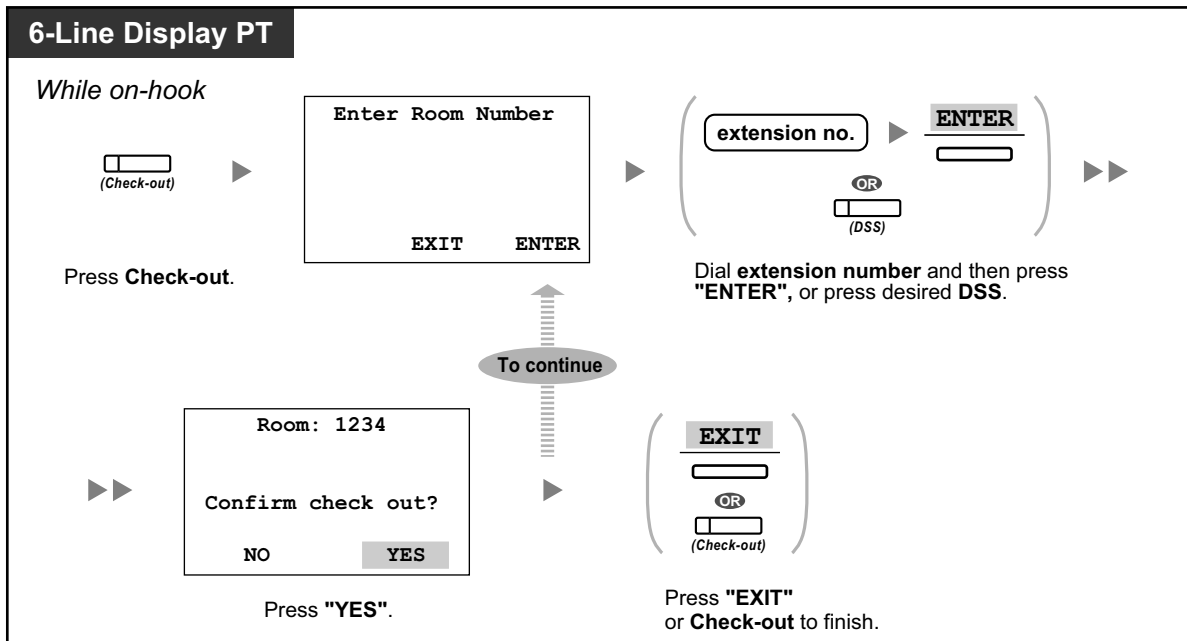 6-Line Display PT
While on-hook
(Check-out)
Press Check-out.
Enter Room Number
EXIT ENTER
extension no.
ENTER
OR
(DSS)
Dial extension number and then press
"ENTER", or press desired DSS.
To continue
Room: 1234
Confirm check out?
NO YES
Press "YES".
EXIT
OR
(Check-out)
Press "EXIT"
or Check-out to finish.